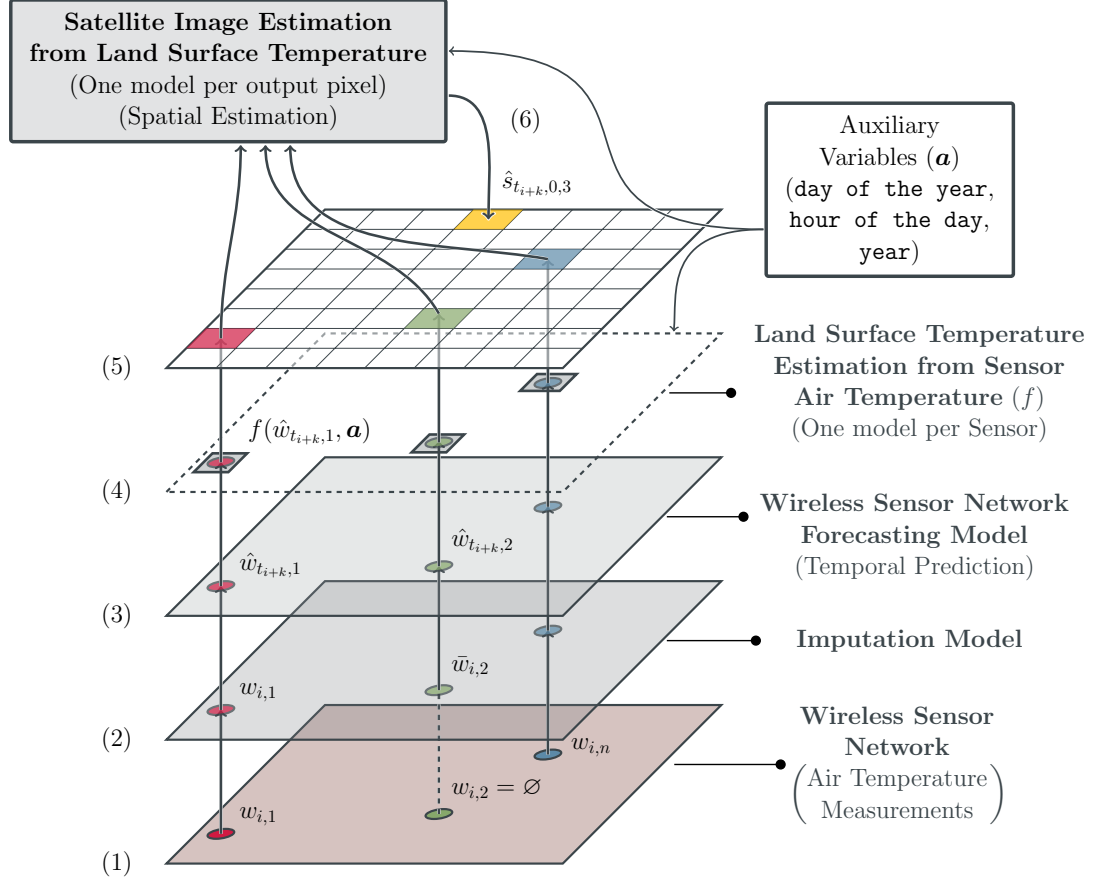 Satellite Image Estimation
from Land Surface Temperature
(One model per output pixel)
(Spatial Estimation)
(6)
Auxiliary
Variables (a)
(day of the year,
hour of the day,
year)
ŝ_{t_{i+k},0,3}
(5)
Land Surface Temperature
Estimation from Sensor
Air Temperature (f)
(One model per Sensor)
f(ŵ_{t_{i+k},1}, a)
(4)
Wireless Sensor Network
Forecasting Model
(Temporal Prediction)
ŵ_{t_{i+k},2}
ŵ_{t_{i+k},1}
(3)
Imputation Model
w̄_{i,2}
w_{i,1}
(2)
Wireless Sensor
Network
(Air Temperature
Measurements)
w_{i,n}
w_{i,2} = ∅
w_{i,1}
(1)